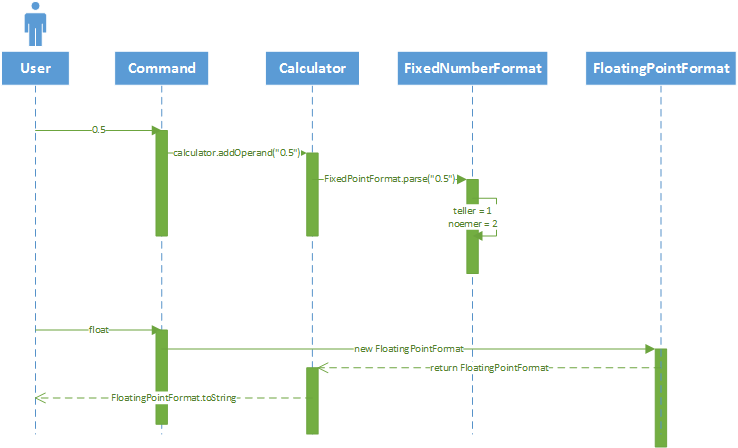 User
Command
Calculator
FixedNumberFormat
FloatingPointFormat
0.5
calculator.addOperand("0.5")
FixedPointFormat.parse("0.5")
teller = 1
noemer = 2
float
new FloatingPointFormat
return FloatingPointFormat
FloatingPointFormat.toString